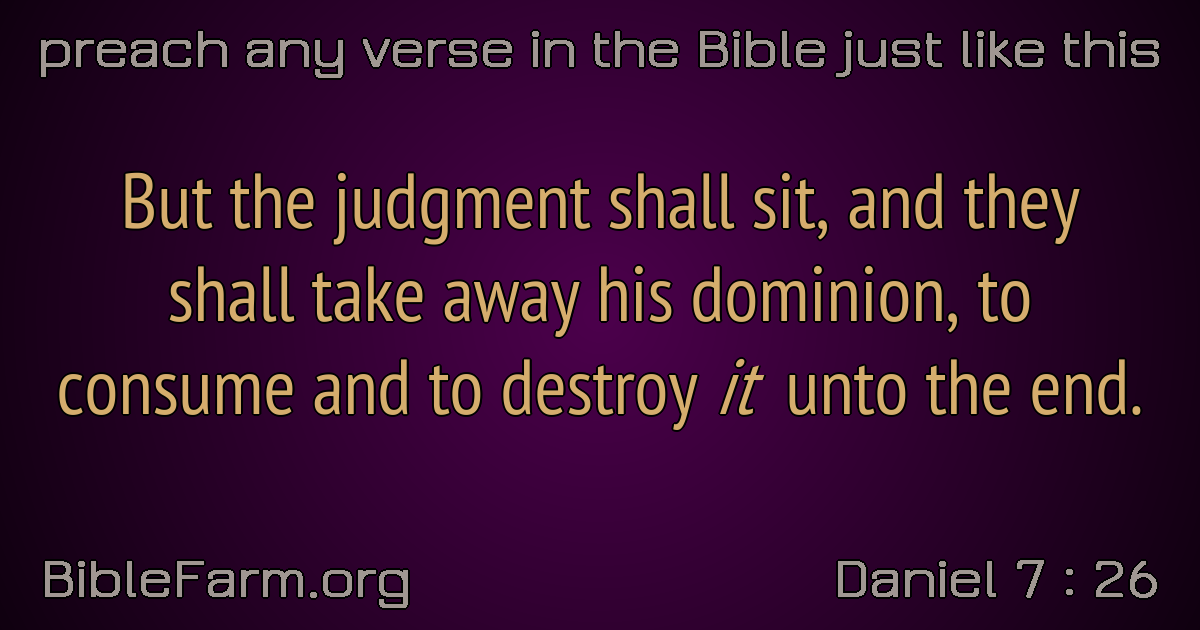 preach any verse in the Bible just like this
But the judgment shall sit, and they
shall take away his dominion, to
consume and to destroy it unto the end.
BibleFarm.org
Daniel 7 : 26